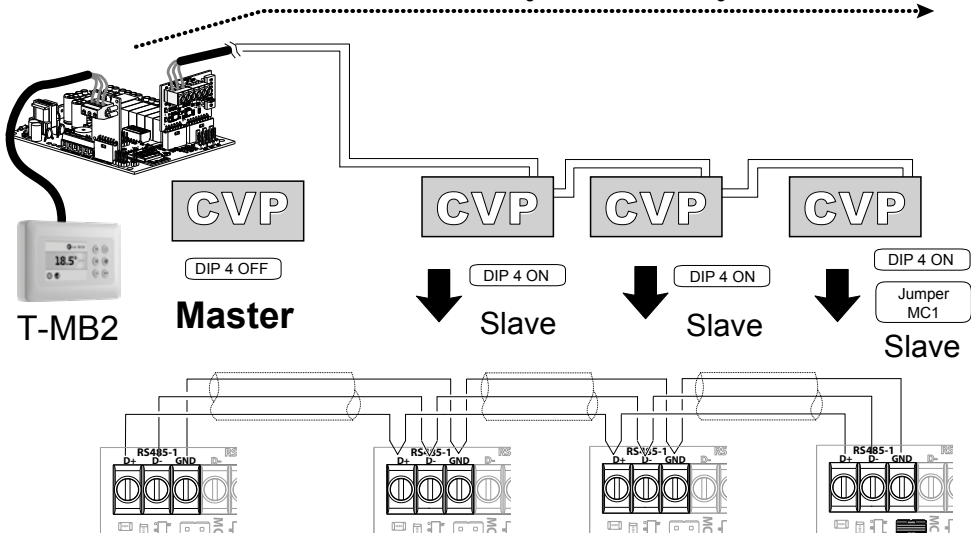 CVP
CVP
CVP
CVP
18.5°
DIP 4 OFF
DIP 4 ON
DIP 4 ON
DIP 4 ON
Jumper
MC1
T-MB2
Master
Slave
Slave
Slave
RS485-1
D+ D- GND D-
RS485-1
D+ D- GND D-
RS485-1
D+ D- GND D-
RS485-1
D+ D- GND D-